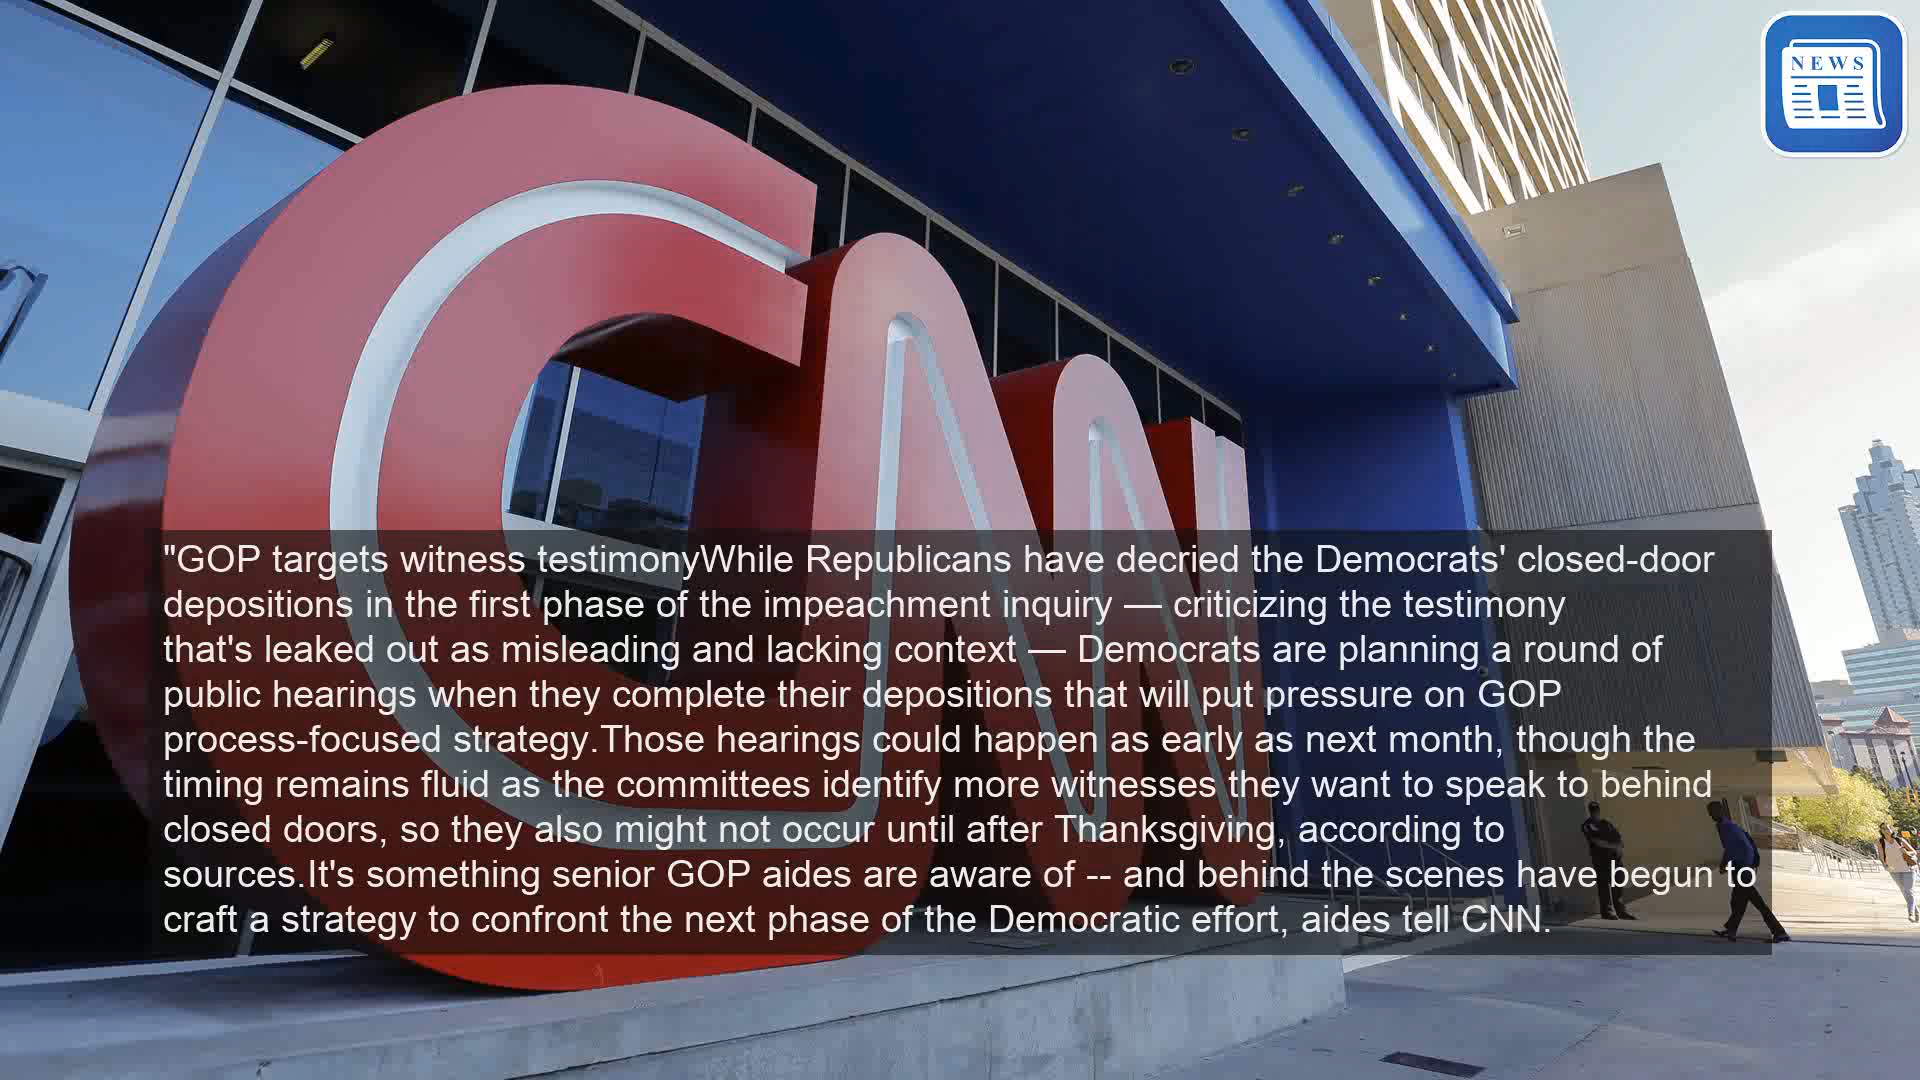 NEWS
CNN
"GOP targets witness testimonyWhile Republicans have decried the Democrats' closed-door
depositions in the first phase of the impeachment inquiry — criticizing the testimony
that's leaked out as misleading and lacking context — Democrats are planning a round of
public hearings when they complete their depositions that will put pressure on GOP
process-focused strategy.Those hearings could happen as early as next month, though the
timing remains fluid as the committees identify more witnesses they want to speak to behind
closed doors, so they also might not occur until after Thanksgiving, according to
sources.It's something senior GOP aides are aware of -- and behind the scenes have begun to
craft a strategy to confront the next phase of the Democratic effort, aides tell CNN.